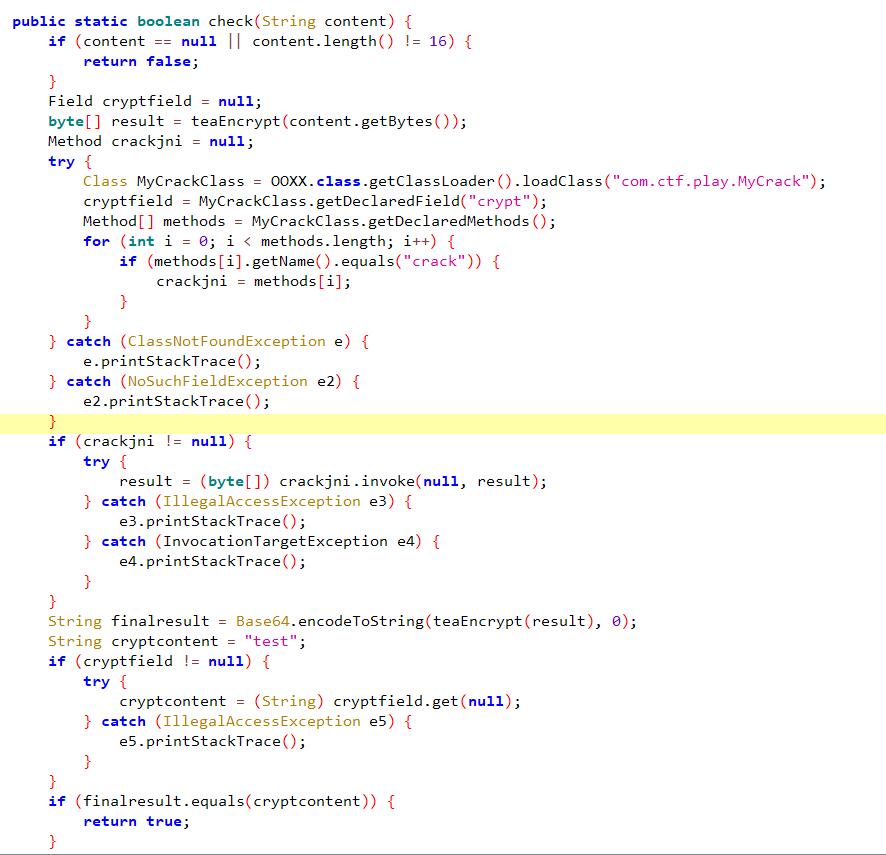 public static boolean check(String content) {
    if (content == null || content.length() != 16) {
        return false;
    }
    Field cryptfield = null;
    byte[] result = teaEncrypt(content.getBytes());
    Method crackjni = null;
    try {
        Class MyCrackClass = OOXX.class.getClassLoader().loadClass("com.ctf.play.MyCrack");
        cryptfield = MyCrackClass.getDeclaredField("crypt");
        Method[] methods = MyCrackClass.getDeclaredMethods();
        for (int i = 0; i < methods.length; i++) {
            if (methods[i].getName().equals("crack")) {
                crackjni = methods[i];
            }
        }
    } catch (ClassNotFoundException e) {
        e.printStackTrace();
    } catch (NoSuchFieldException e2) {
        e2.printStackTrace();
    }
    if (crackjni != null) {
        try {
            result = (byte[]) crackjni.invoke(null, result);
        } catch (IllegalAccessException e3) {
            e3.printStackTrace();
        } catch (InvocationTargetException e4) {
            e4.printStackTrace();
        }
    }
    String finalresult = Base64.encodeToString(teaEncrypt(result), 0);
    String cryptcontent = "test";
    if (cryptfield != null) {
        try {
            cryptcontent = (String) cryptfield.get(null);
        } catch (IllegalAccessException e5) {
            e5.printStackTrace();
        }
    }
    if (finalresult.equals(cryptcontent)) {
        return true;
    }